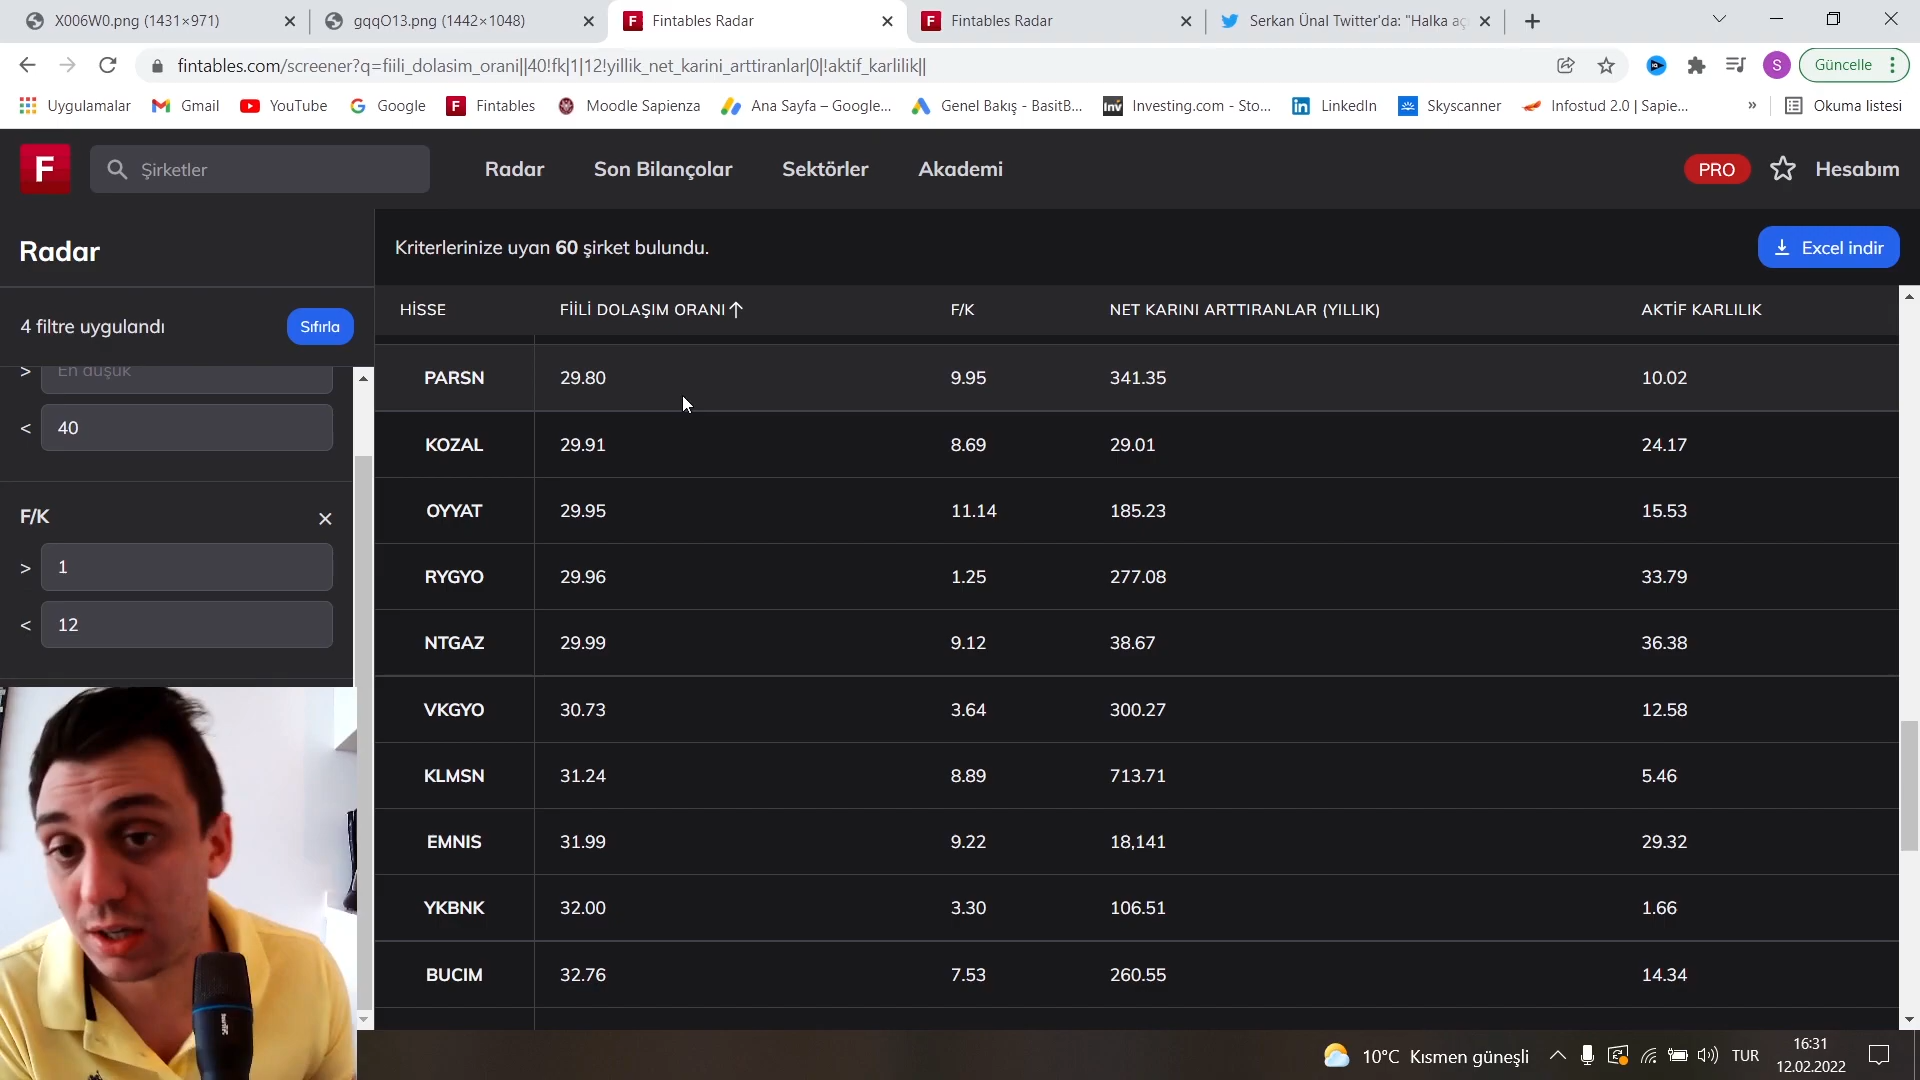 X006W0.png (1431×971)
gqqO13.png (1442×1048)
Fintables Radar
Fintables Radar
Serkan Ünal Twitter'da: "Halka aç
fintables.com/screener?q=fiili_dolasim_orani||40!fk|1|12!yillik_net_karini_arttiranlar|0|!aktif_karlilik||
S
Güncelle
Uygulamalar
Gmail
YouTube
Google
Fintables
Moodle Sapienza
Ana Sayfa – Google...
Genel Bakış - BasitB...
Investing.com - Sto...
LinkedIn
Skyscanner
Infostud 2.0 | Sapie...
»
Okuma listesi
F
Şirketler
Radar
Son Bilançolar
Sektörler
Akademi
PRO
Hesabım
Radar
Kriterlerinize uyan 60 şirket bulundu.
Excel indir
4 filtre uygulandı
Sıfırla
> En düşük
< 40
F/K
> 1
< 12
HİSSE FİİLİ DOLAŞIM ORANI F/K NET KARINI ARTTIRANLAR (YILLIK) AKTİF KARLILIK
PARSN 29.80 9.95 341.35 10.02
KOZAL 29.91 8.69 29.01 24.17
OYYAT 29.95 11.14 185.23 15.53
RYGYO 29.96 1.25 277.08 33.79
NTGAZ 29.99 9.12 38.67 36.38
VKGYO 30.73 3.64 300.27 12.58
KLMSN 31.24 8.89 713.71 5.46
EMNIS 31.99 9.22 18,141 29.32
YKBNK 32.00 3.30 106.51 1.66
BUCIM 32.76 7.53 260.55 14.34
10°C Kısmen güneşli
TUR
16:31
12.02.2022